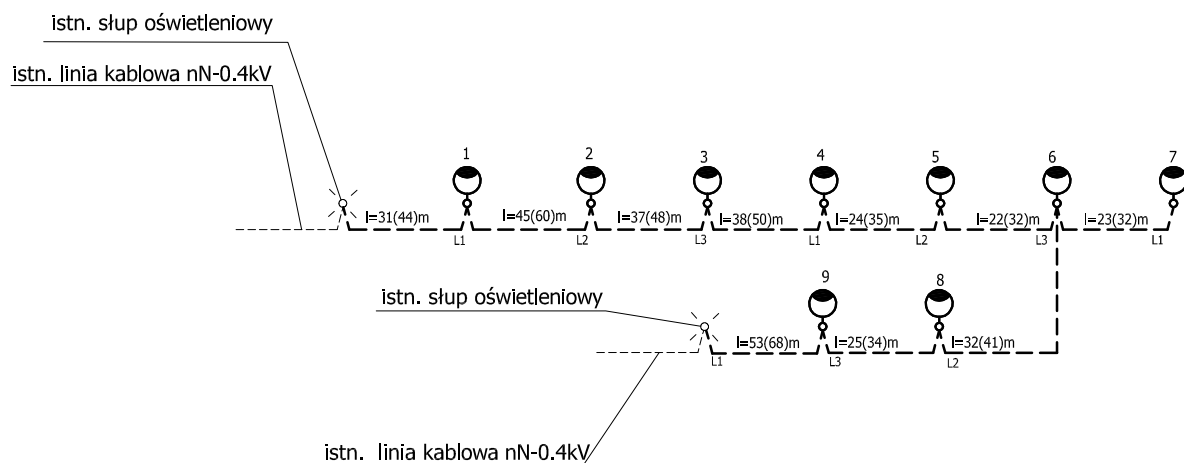 istn. słup oświetleniowy
istn. linia kablowa nN-0.4kV
1 2 3 4 5 6 7
l=31(44)m l=45(60)m l=37(48)m l=38(50)m l=24(35)m l=22(32)m l=23(32)m
L1 L2 L3 L1 L2 L3 L1
9 8
istn. słup oświetleniowy
l=53(68)m l=25(34)m l=32(41)m
L1 L3 L2
istn. linia kablowa nN-0.4kV